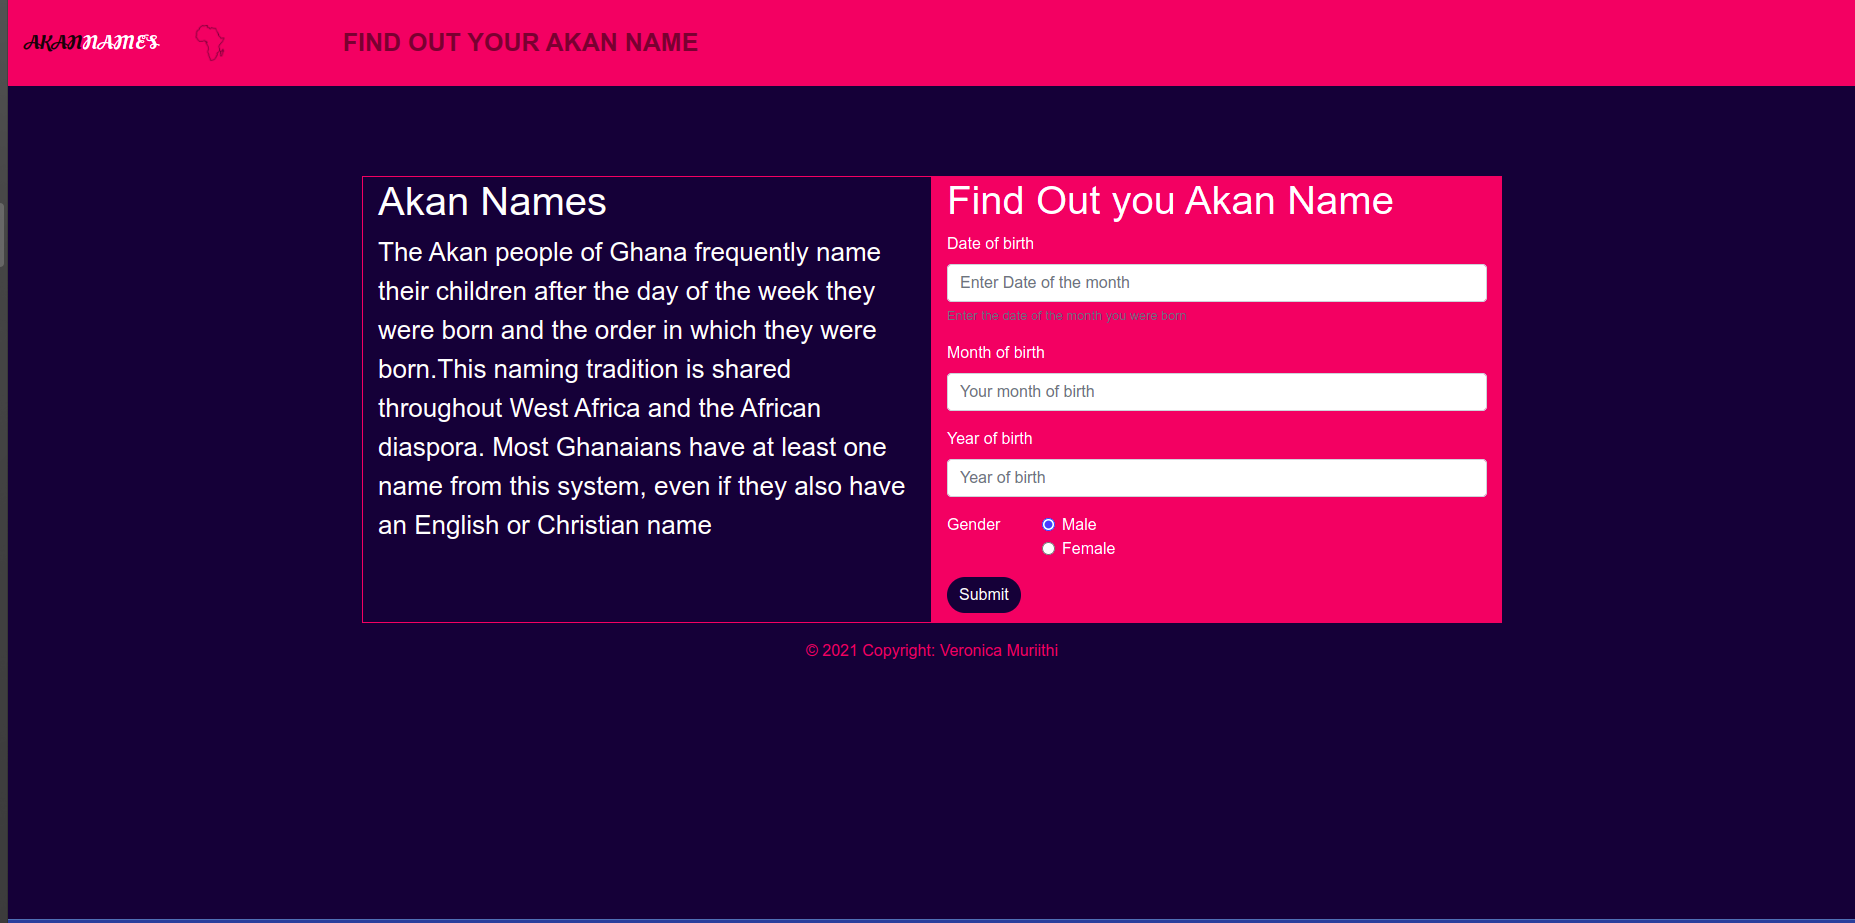 AKANNAMES
FIND OUT YOUR AKAN NAME
Akan Names
The Akan people of Ghana frequently name
their children after the day of the week they
were born and the order in which they were
born.This naming tradition is shared
throughout West Africa and the African
diaspora. Most Ghanaians have at least one
name from this system, even if they also have
an English or Christian name
Find Out you Akan Name
Date of birth
Enter Date of the month
Enter the date of the month you were born
Month of birth
Your month of birth
Year of birth
Year of birth
Gender Male
Female
Submit
© 2021 Copyright: Veronica Muriithi